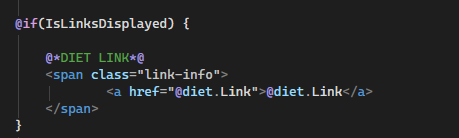 @if(IsLinksDisplayed) {
@*DIET LINK*@
<span class="link-info">
<a href="@diet.Link">@diet.Link</a>
</span>
}